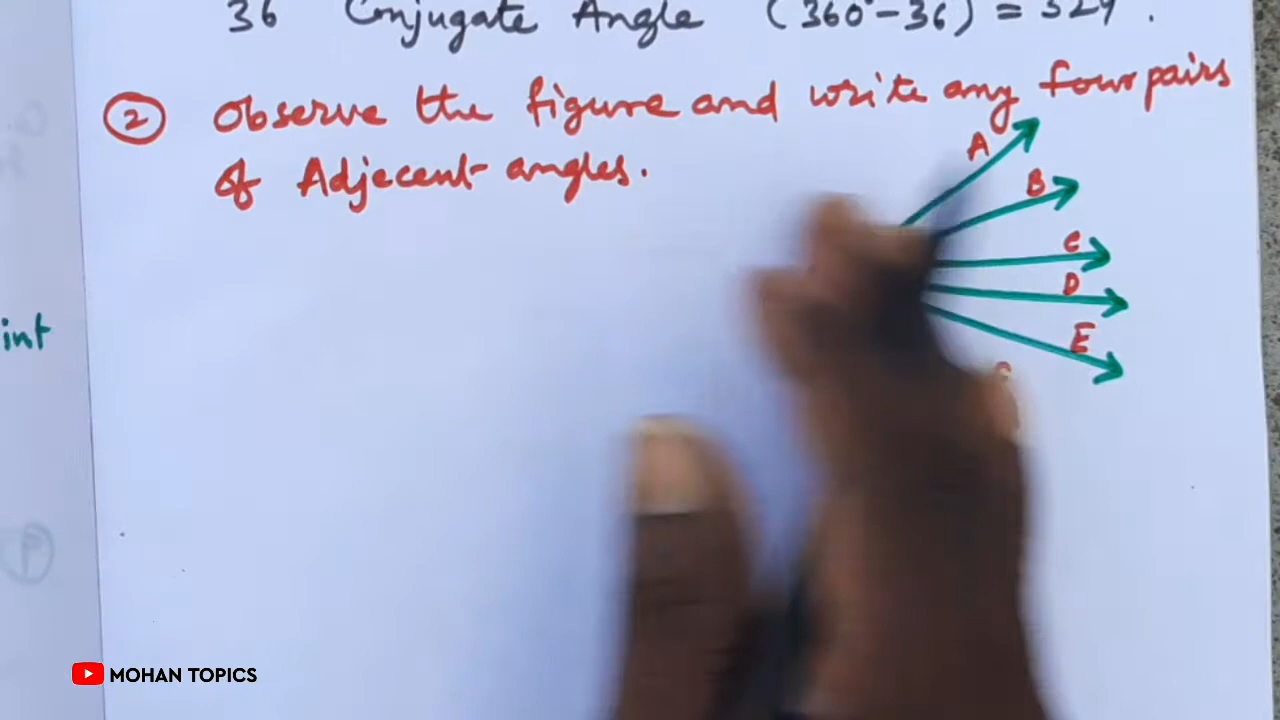 36 Conjugate Angle (360°-36) = 324.
2 Observe the figure and write any four pairs
of Adjecent angles.
A
B
C
D
E
int
MOHAN TOPICS